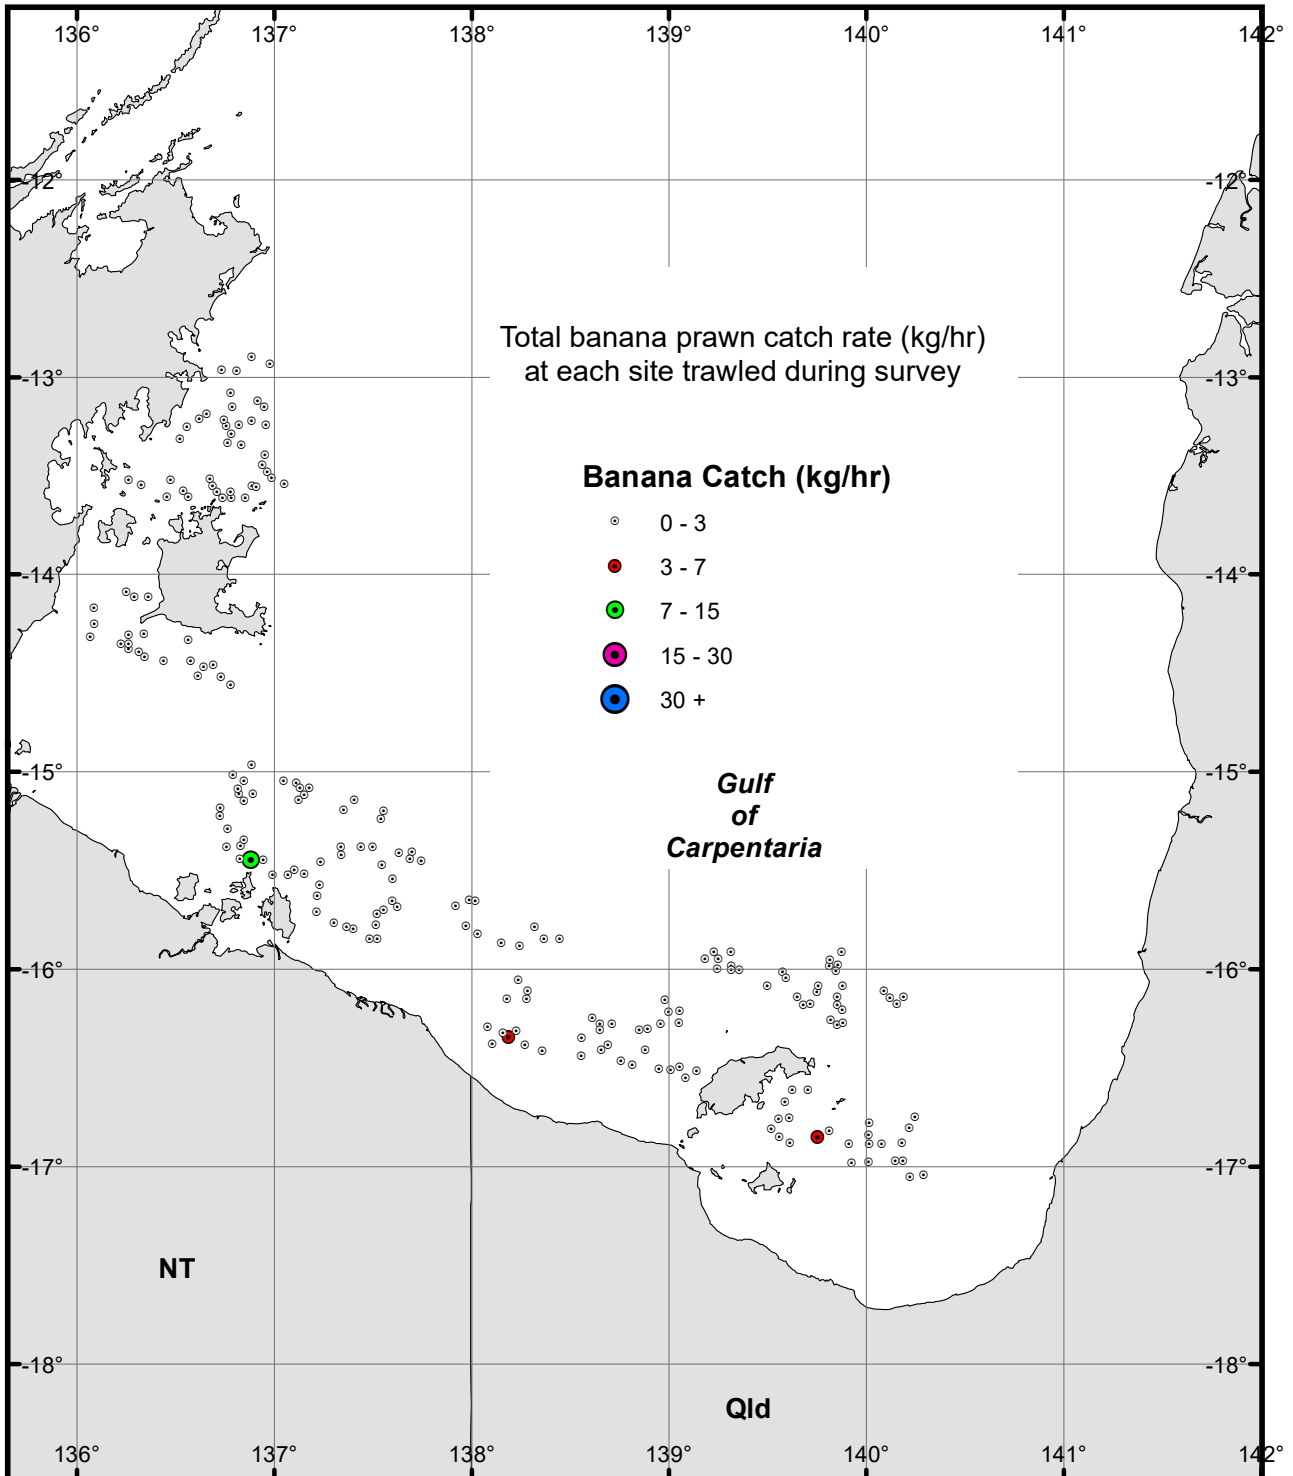 136° 137° 138° 139° 140° 141° 142°
-12° -12°
Total banana prawn catch rate (kg/hr)
at each site trawled during survey
-13° -13°
Banana Catch (kg/hr)
0 - 3
3 - 7
-14° -14°
7 - 15
15 - 30
30 +
-15° -15°
Gulf
of
Carpentaria
-16° -16°
-17° -17°
NT
-18° -18°
Qld
136° 137° 138° 139° 140° 141° 142°